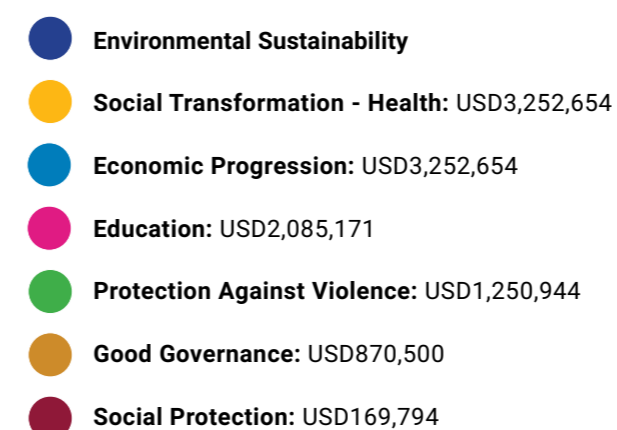 Environmental Sustainability
Social Transformation - Health: USD3,252,654
Economic Progression: USD3,252,654
Education: USD2,085,171
Protection Against Violence: USD1,250,944
Good Governance: USD870,500
Social Protection: USD169,794